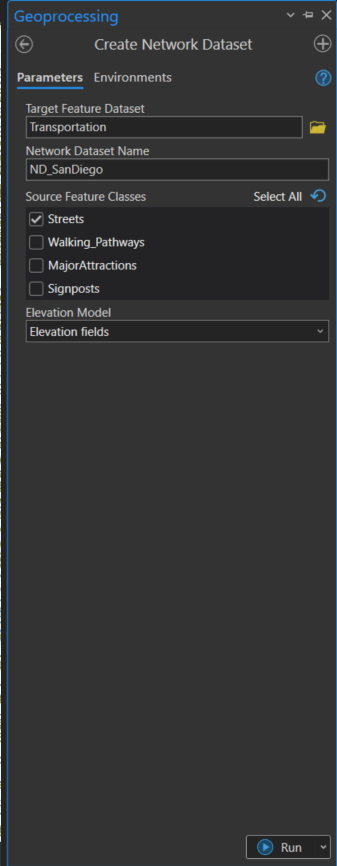 Geoprocessing
Create Network Dataset
Parameters Environments
Target Feature Dataset
Transportation
Network Dataset Name
ND_SanDiego
Source Feature Classes Select All
Streets
Walking_Pathways
MajorAttractions
Signposts
Elevation Model
Elevation fields
Run